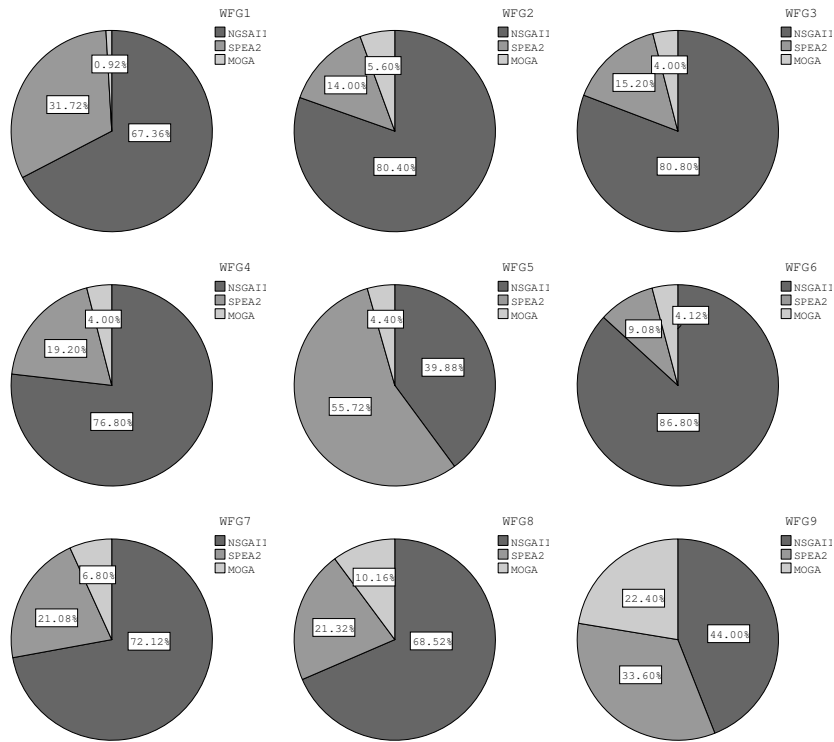 WFG1
NGSAII
SPEA2
MOGA
0.92%
31.72%
67.36%
WFG2
NSGAII
SPEA2
MOGA
5.60%
14.00%
80.40%
WFG3
NSGAII
SPEA2
MOGA
4.00%
15.20%
80.80%
WFG4
NSGAII
SPEA2
MOGA
4.00%
19.20%
76.80%
WFG5
NSGAII
SPEA2
MOGA
4.40%
39.88%
55.72%
WFG6
NSGAII
SPEA2
MOGA
4.12%
9.08%
86.80%
WFG7
NSGAII
SPEA2
MOGA
6.80%
21.08%
72.12%
WFG8
NSGAII
SPEA2
MOGA
10.16%
21.32%
68.52%
WFG9
NSGAII
SPEA2
MOGA
22.40%
44.00%
33.60%